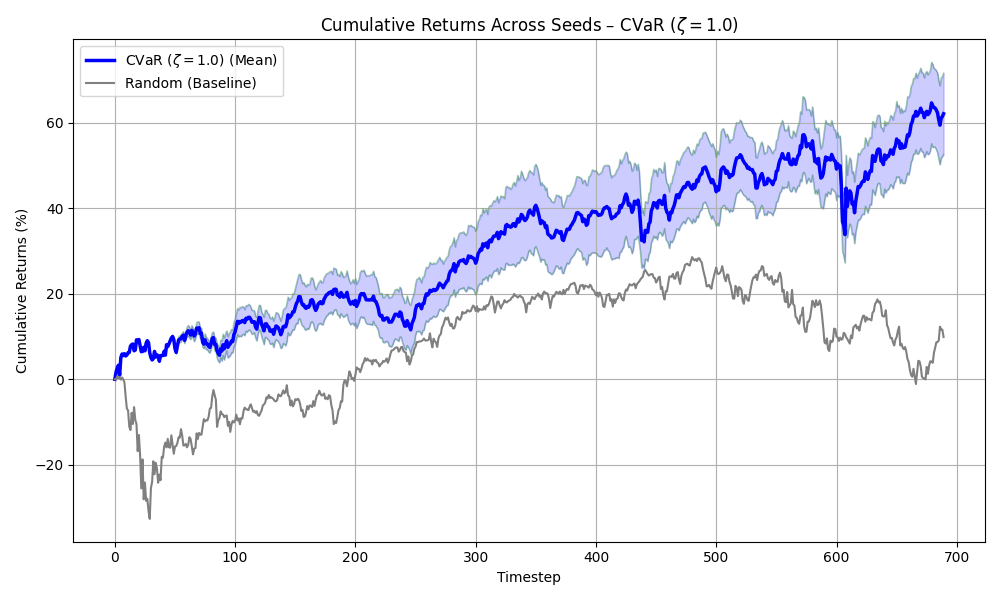 Cumulative Returns Across Seeds – CVaR (ζ = 1.0)
CVaR (ζ = 1.0) (Mean)
Random (Baseline)
Cumulative Returns (%)
60
40
20
0
−20
0 100 200 300 400 500 600 700
Timestep